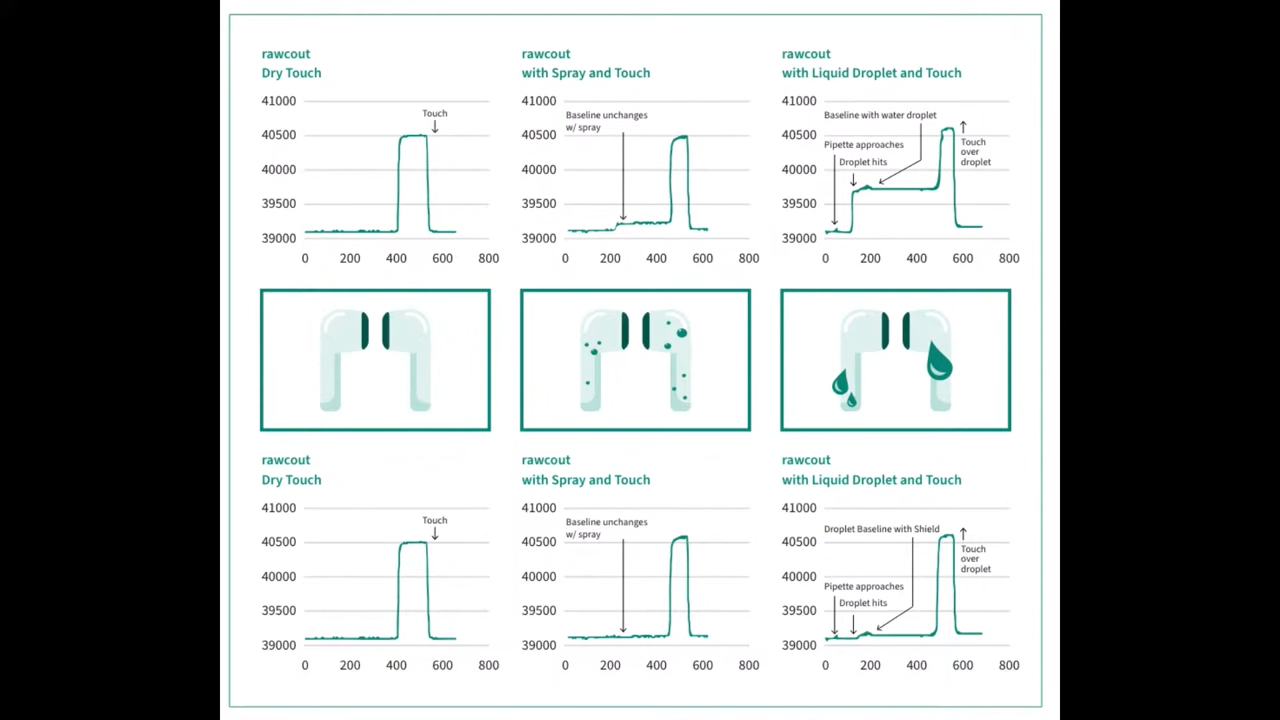 rawcout
Dry Touch
41000
40500
40000
39500
39000
0 200 400 600 800
Touch
rawcout
with Spray and Touch
41000
40500
40000
39500
39000
0 200 400 600 800
Baseline unchanges
w/ spray
rawcout
with Liquid Droplet and Touch
41000
40500
40000
39500
39000
0 200 400 600 800
Baseline with water droplet
Pipette approaches
Droplet hits
Touch
over
droplet
rawcout
Dry Touch
41000
40500
40000
39500
39000
0 200 400 600 800
Touch
rawcout
with Spray and Touch
41000
40500
40000
39500
39000
0 200 400 600 800
Baseline unchanges
w/ spray
rawcout
with Liquid Droplet and Touch
41000
40500
40000
39500
39000
0 200 400 600 800
Droplet Baseline with Shield
Pipette approaches
Droplet hits
Touch
over
droplet